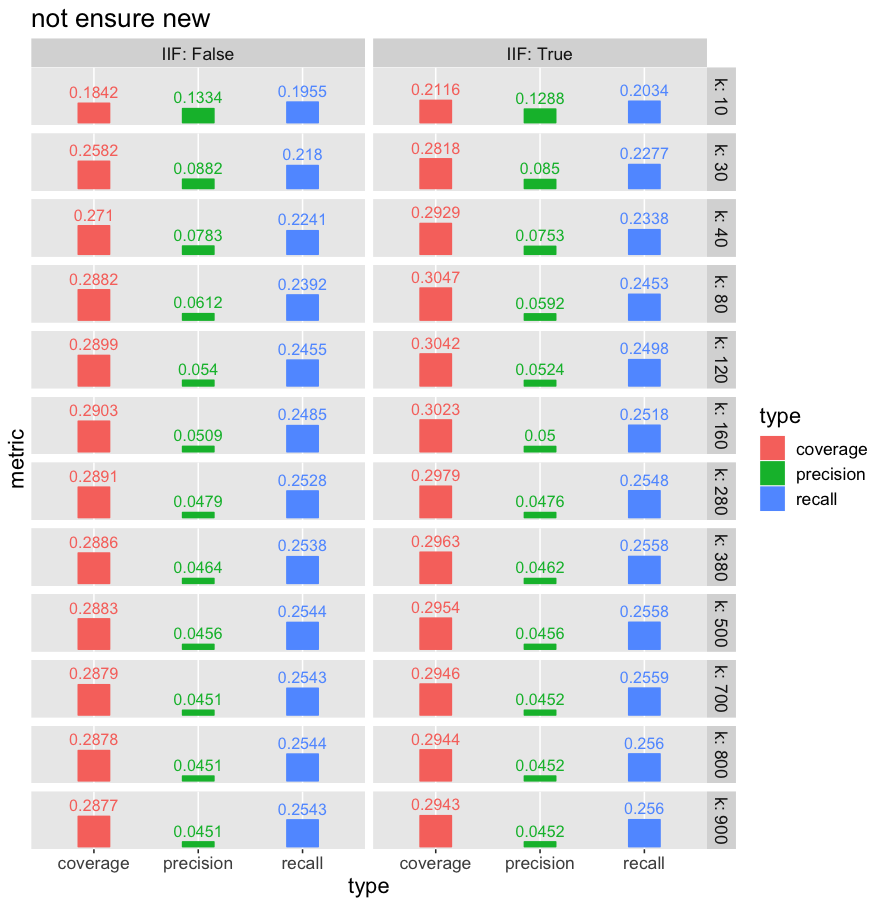 not ensure new
IIF: False IIF: True
0.1842 0.1334 0.1955 0.2116 0.1288 0.2034 k: 10
0.2582 0.0882 0.218 0.2818 0.085 0.2277 k: 30
0.271 0.0783 0.2241 0.2929 0.0753 0.2338 k: 40
0.2882 0.0612 0.2392 0.3047 0.0592 0.2453 k: 80
0.2899 0.054 0.2455 0.3042 0.0524 0.2498 k: 120
0.2903 0.0509 0.2485 0.3023 0.05 0.2518 k: 160
0.2891 0.0479 0.2528 0.2979 0.0476 0.2548 k: 280
0.2886 0.0464 0.2538 0.2963 0.0462 0.2558 k: 380
0.2883 0.0456 0.2544 0.2954 0.0456 0.2558 k: 500
0.2879 0.0451 0.2543 0.2946 0.0452 0.2559 k: 700
0.2878 0.0451 0.2544 0.2944 0.0452 0.256 k: 800
0.2877 0.0451 0.2543 0.2943 0.0452 0.256 k: 900
coverage precision recall coverage precision recall
type
metric
type
coverage
precision
recall